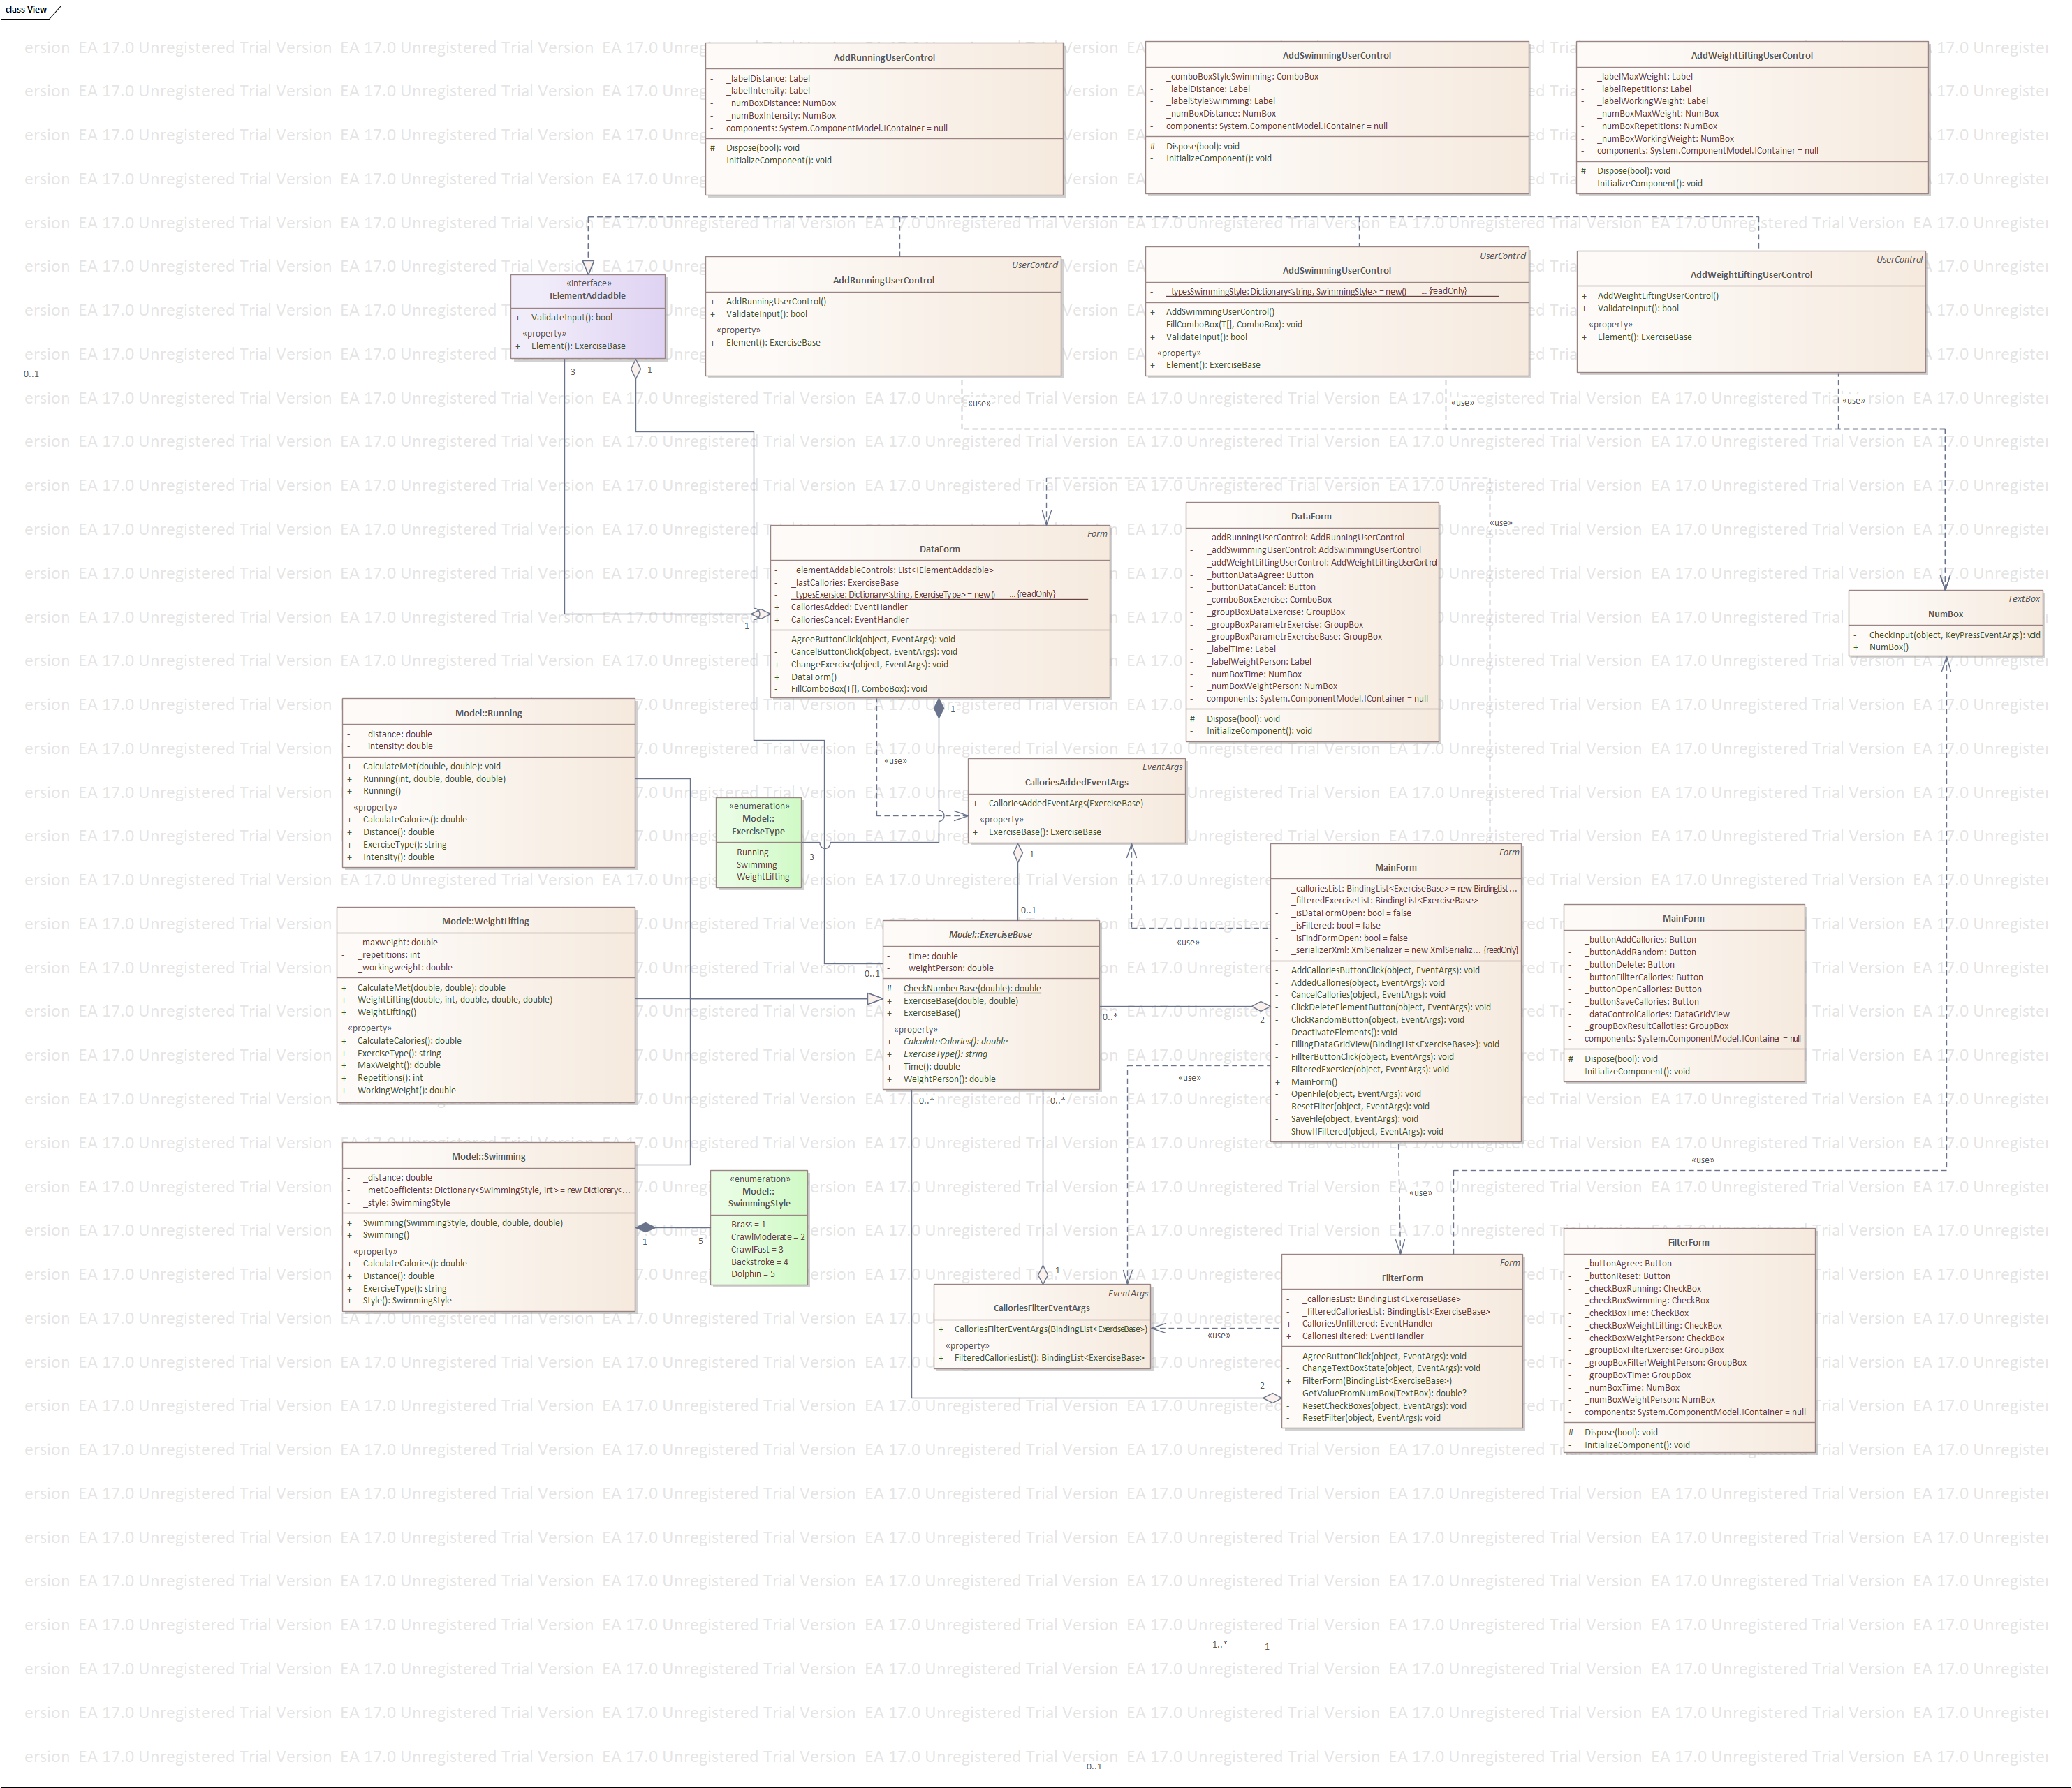 class View
AddRunningUserControl
- _labelDistance: Label
- _labelIntensity: Label
- _numBoxDistance: NumBox
- _numBoxIntensity: NumBox
- components: System.ComponentModel.IContainer = null
# Dispose(bool): void
- InitializeComponent(): void
AddSwimmingUserControl
- _comboBoxStyleSwimming: ComboBox
- _labelDistance: Label
- _labelStyleSwimming: Label
- _numBoxDistance: NumBox
- components: System.ComponentModel.IContainer = null
# Dispose(bool): void
- InitializeComponent(): void
AddWeightLiftingUserControl
- _labelMaxWeight: Label
- _labelRepetitions: Label
- _labelWorkingWeight: Label
- _numBoxMaxWeight: NumBox
- _numBoxRepetitions: NumBox
- _numBoxWorkingWeight: NumBox
- components: System.ComponentModel.IContainer = null
# Dispose(bool): void
- InitializeComponent(): void
«interface»
IElementAddadble
+ ValidateInput(): bool
«property»
+ Element(): ExerciseBase
UserControl
AddRunningUserControl
+ AddRunningUserControl()
+ ValidateInput(): bool
«property»
+ Element(): ExerciseBase
UserControl
AddSwimmingUserControl
- _typesSwimmingStyle: Dictionary<string, SwimmingStyle> = new() ... {readOnly}
+ AddSwimmingUserControl()
- FillComboBox(T[], ComboBox): void
+ ValidateInput(): bool
«property»
+ Element(): ExerciseBase
UserControl
AddWeightLiftingUserControl
+ AddWeightLiftingUserControl()
+ ValidateInput(): bool
«property»
+ Element(): ExerciseBase
0..1
3
1
«use»
«use»
«use»
Form
DataForm
- _elementAddableControls: List<IElementAddadble>
- _lastCallories: ExerciseBase
- _typesExersice: Dictionary<string, ExerciseType> = new() ... {readOnly}
+ CalloriesAdded: EventHandler
+ CalloriesCancel: EventHandler
- AgreeButtonClick(object, EventArgs): void
- CancelButtonClick(object, EventArgs): void
+ ChangeExercise(object, EventArgs): void
+ DataForm()
- FillComboBox(T[], ComboBox): void
1
1
DataForm
- _addRunningUserControl: AddRunningUserControl
- _addSwimmingUserControl: AddSwimmingUserControl
- _addWeightLiftingUserControl: AddWeightLiftingUserControl
- _buttonDataAgree: Button
- _buttonDataCancel: Button
- _comboBoxExercise: ComboBox
- _groupBoxDataExercise: GroupBox
- _groupBoxParametrExercise: GroupBox
- _groupBoxParametrExerciseBase: GroupBox
- _labelTime: Label
- _labelWeightPerson: Label
- _numBoxTime: NumBox
- _numBoxWeightPerson: NumBox
- components: System.ComponentModel.IContainer = null
# Dispose(bool): void
- InitializeComponent(): void
«use»
TextBox
NumBox
- CheckInput(object, KeyPressEventArgs): void
+ NumBox()
Model::Running
- _distance: double
- _intensity: double
+ CalculateMet(double, double): void
+ Running(int, double, double, double)
+ Running()
«property»
+ CalculateCalories(): double
+ Distance(): double
+ ExerciseType(): string
+ Intensity(): double
«use»
«enumeration»
Model::
ExerciseType
Running
Swimming
WeightLifting
3
EventArgs
CalloriesAddedEventArgs
+ CalloriesAddedEventArgs(ExerciseBase)
«property»
+ ExerciseBase(): ExerciseBase
1
0..1
«use»
Form
MainForm
- _calloriesList: BindingList<ExerciseBase> = new BindingList...
- _filteredExerciseList: BindingList<ExerciseBase>
- _isDataFormOpen: bool = false
- _isFiltered: bool = false
- _isFindFormOpen: bool = false
- _serializerXml: XmlSerializer = new XmlSerializ... {readOnly}
- AddCalloriesButtonClick(object, EventArgs): void
- AddedCallories(object, EventArgs): void
- CancelCallories(object, EventArgs): void
- ClickDeleteElementButton(object, EventArgs): void
- ClickRandomButton(object, EventArgs): void
- DeactivateElements(): void
- FillingDataGridView(BindingList<ExerciseBase>): void
- FillterButtonClick(object, EventArgs): void
- FilteredExersice(object, EventArgs): void
+ MainForm()
- OpenFile(object, EventArgs): void
- ResetFilter(object, EventArgs): void
- SaveFile(object, EventArgs): void
- ShowIfFiltered(object, EventArgs): void
MainForm
- _buttonAddCallories: Button
- _buttonAddRandom: Button
- _buttonDelete: Button
- _buttonFillterCallories: Button
- _buttonOpenCallories: Button
- _buttonSaveCallories: Button
- _dataControlCallories: DataGridView
- _groupBoxResultCalloties: GroupBox
- components: System.ComponentModel.IContainer = null
# Dispose(bool): void
- InitializeComponent(): void
Model::WeightLifting
- _maxweight: double
- _repetitions: int
- _workingweight: double
+ CalculateMet(double, double): double
+ WeightLifting(double, int, double, double, double)
+ WeightLifting()
«property»
+ CalculateCalories(): double
+ ExerciseType(): string
+ MaxWeight(): double
+ Repetitions(): int
+ WorkingWeight(): double
0..1
Model::ExerciseBase
- _time: double
- _weightPerson: double
# CheckNumberBase(double): double
+ ExerciseBase(double, double)
+ ExerciseBase()
«property»
+ CalculateCalories(): double
+ ExerciseType(): string
+ Time(): double
+ WeightPerson(): double
0..*
2
«use»
0..*
0..*
Model::Swimming
- _distance: double
- _metCoefficients: Dictionary<SwimmingStyle, int> = new Dictionary<...
- _style: SwimmingStyle
+ Swimming(SwimmingStyle, double, double, double)
+ Swimming()
«property»
+ CalculateCalories(): double
+ Distance(): double
+ ExerciseType(): string
+ Style(): SwimmingStyle
1
5
«enumeration»
Model::
SwimmingStyle
Brass = 1
CrawlModerate = 2
CrawlFast = 3
Backstroke = 4
Dolphin = 5
«use»
«use»
1
EventArgs
CalloriesFilterEventArgs
+ CalloriesFilterEventArgs(BindingList<ExerciseBase>)
«property»
+ FilteredCalloriesList(): BindingList<ExerciseBase>
«use»
2
Form
FilterForm
- _calloriesList: BindingList<ExerciseBase>
- _filteredCalloriesList: BindingList<ExerciseBase>
+ CalloriesUnfiltered: EventHandler
+ CalloriesFiltered: EventHandler
- AgreeButtonClick(object, EventArgs): void
- ChangeTextBoxState(object, EventArgs): void
+ FilterForm(BindingList<ExerciseBase>)
- GetValueFromNumBox(TextBox): double?
- ResetCheckBoxes(object, EventArgs): void
- ResetFilter(object, EventArgs): void
FilterForm
- _buttonAgree: Button
- _buttonReset: Button
- _checkBoxRunning: CheckBox
- _checkBoxSwimming: CheckBox
- _checkBoxTime: CheckBox
- _checkBoxWeightLifting: CheckBox
- _checkBoxWeightPerson: CheckBox
- _groupBoxFilterExercise: GroupBox
- _groupBoxFilterWeightPerson: GroupBox
- _groupBoxTime: GroupBox
- _numBoxTime: NumBox
- _numBoxWeightPerson: NumBox
- components: System.ComponentModel.IContainer = null
# Dispose(bool): void
- InitializeComponent(): void
1..*
1
0..1